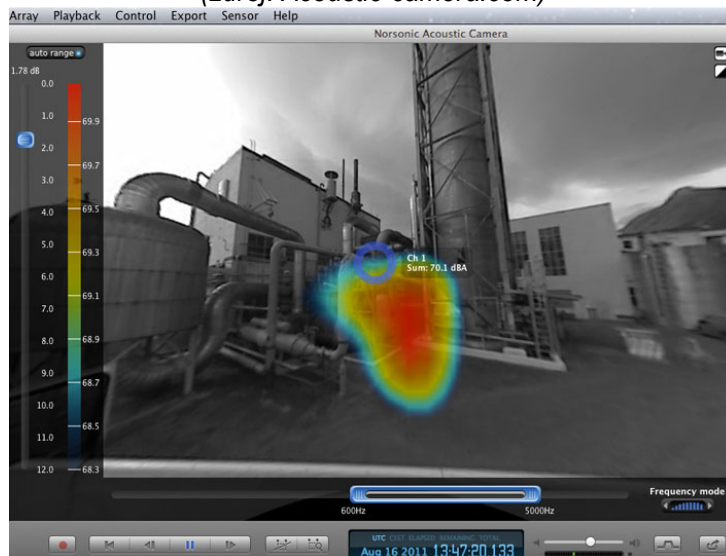 Acoustic-camera.com)
Array Playback Control Export Sensor Help
Norsonic Acoustic Camera
auto range
1.78 dB
0.0
1.0
2.0
3.0
4.0
5.0
6.0
7.0
8.0
9.0
10.0
11.0
12.0
69.9
69.7
69.5
69.3
69.1
68.9
68.7
68.5
68.3
Ch 1
Sum: 70.1 dBA
600Hz
5000Hz
Frequency mode
UTC CEST ELAPSED REMAINING TOTAL
Aug 16 2011 13:47:20.133